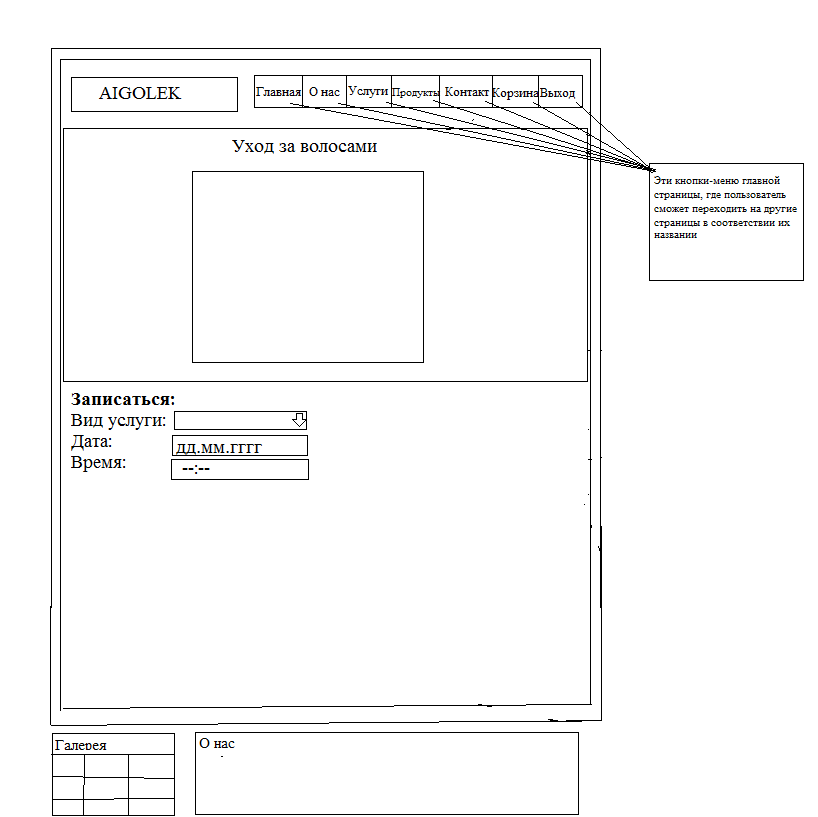 AIGOLEK
Главная О нас Услуги Продукты Контакт Корзина Выход
Уход за волосами
Эти кнопки-меню главной
страницы, где пользователь
сможет переходить на другие
страницы в соответствии их
названии
Записаться:
Вид услуги:
Дата: дд.мм.гггг
Время: --:--
Галерея
О нас